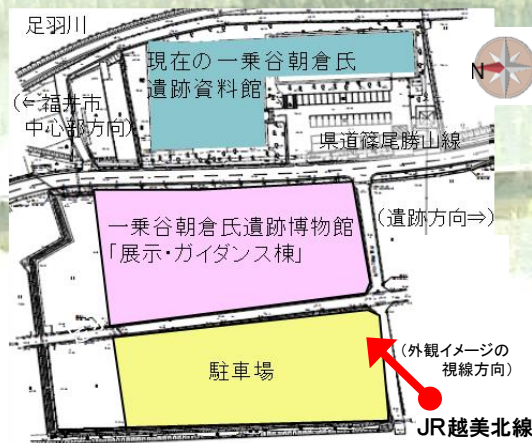 足羽川
現在の一乗谷朝倉氏
遺跡資料館
N
(⇐福井市
中心部方向)
県道篠尾勝山線
一乗谷朝倉氏遺跡博物館
「展示・ガイダンス棟」
(遺跡方向⇒)
駐車場
(外観イメージの
視線方向)
JR越美北線